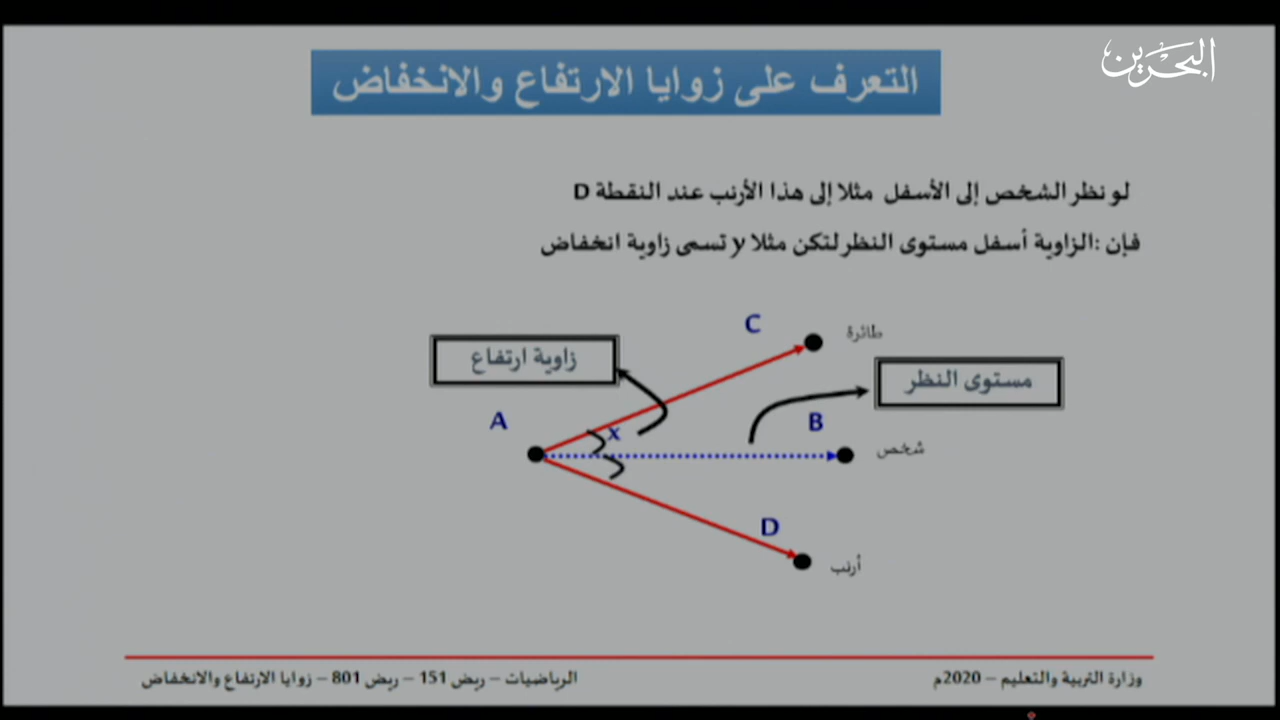 البحرين
التعرف على زوايا الارتفاع والانخفاض
لو نظر الشخص إلى الأسفل مثلا إلى هذا الأرنب عند النقطة D
فإن :الزاوية أسفل مستوى النظر لتكن مثلا y تسمى زاوية انخفاض
C
طائرة
زاوية ارتفاع
مستوى النظر
A
x
B
شخص
D
أرنب
وزارة التربية والتعليم – 2020م
الرياضيات – ريض 151 – ريض 801 – زوايا الارتفاع والانخفاض